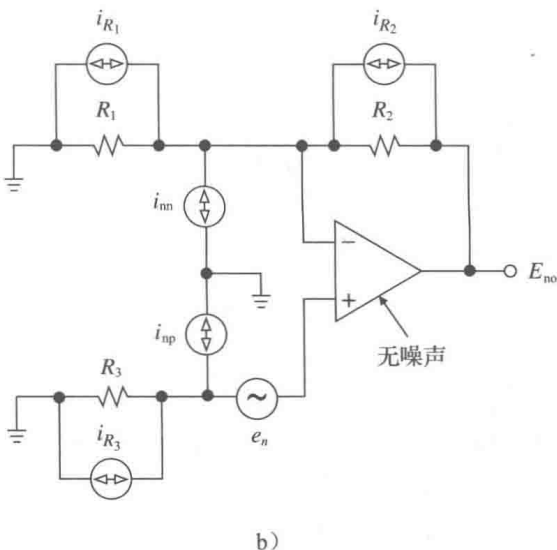 i_{R_1}
i_{R_2}
R_1
R_2
i_{nn}
−
+
E_{no}
i_{np}
无噪声
R_3
e_n
i_{R_3}
b）